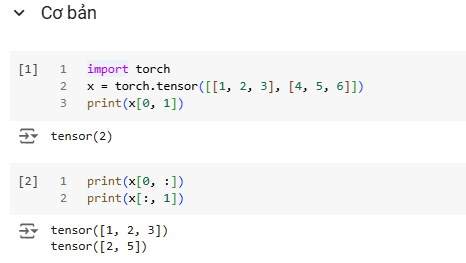 Cơ bản
[1] 1 import torch
2 x = torch.tensor([[1, 2, 3], [4, 5, 6]])
3 print(x[0, 1])
tensor(2)
[2] 1 print(x[0, :])
2 print(x[:, 1])
tensor([1, 2, 3])
tensor([2, 5])